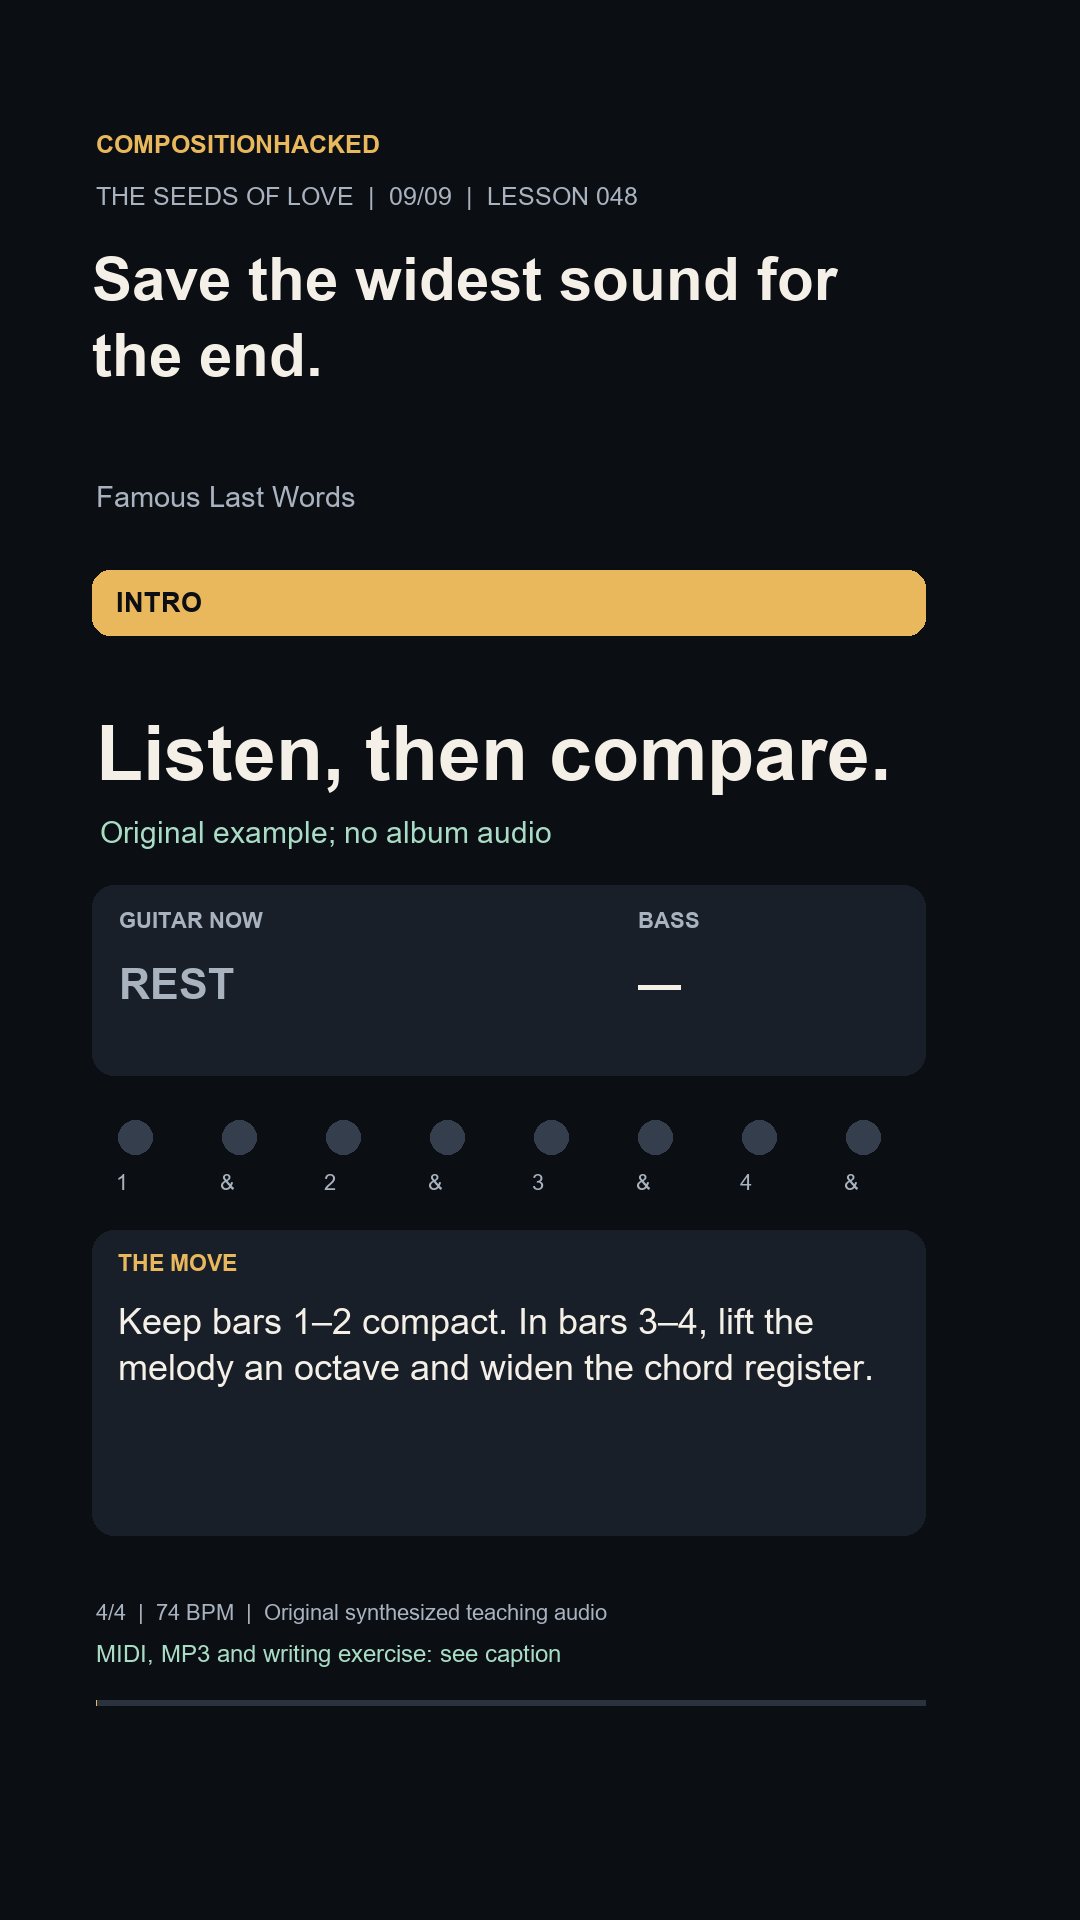 COMPOSITIONHACKED
THE SEEDS OF LOVE | 09/09 | LESSON 048
Save the widest sound for
the end.
Famous Last Words
INTRO
Listen, then compare.
Original example; no album audio
GUITAR NOW BASS
REST —
1 & 2 & 3 & 4 &
THE MOVE
Keep bars 1–2 compact. In bars 3–4, lift the
melody an octave and widen the chord register.
4/4 | 74 BPM | Original synthesized teaching audio
MIDI, MP3 and writing exercise: see caption